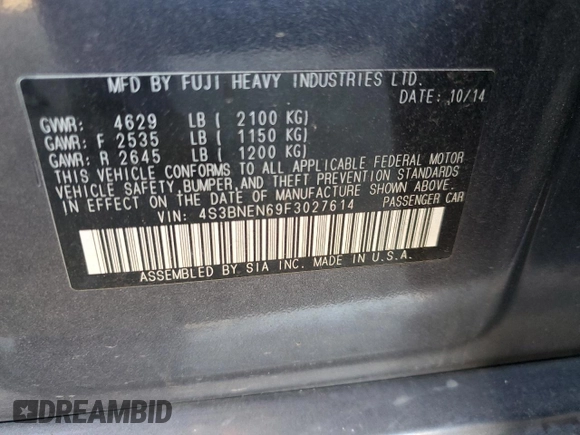 MFD BY FUJI HEAVY INDUSTRIES LTD.
DATE: 10/14
GVWR: 4629 LB ( 2100 KG)
GAWR: F 2535 LB ( 1150 KG)
GAWR: R 2645 LB ( 1200 KG)
THIS VEHICLE CONFORMS TO ALL APPLICABLE FEDERAL MOTOR
VEHICLE SAFETY, BUMPER, AND THEFT PREVENTION STANDARDS
IN EFFECT ON THE DATE OF MANUFACTURE SHOWN ABOVE.
VIN: 4S3BNEN69F3027614 PASSENGER CAR
ASSEMBLED BY SIA INC. MADE IN U.S.A.
DREAMBID